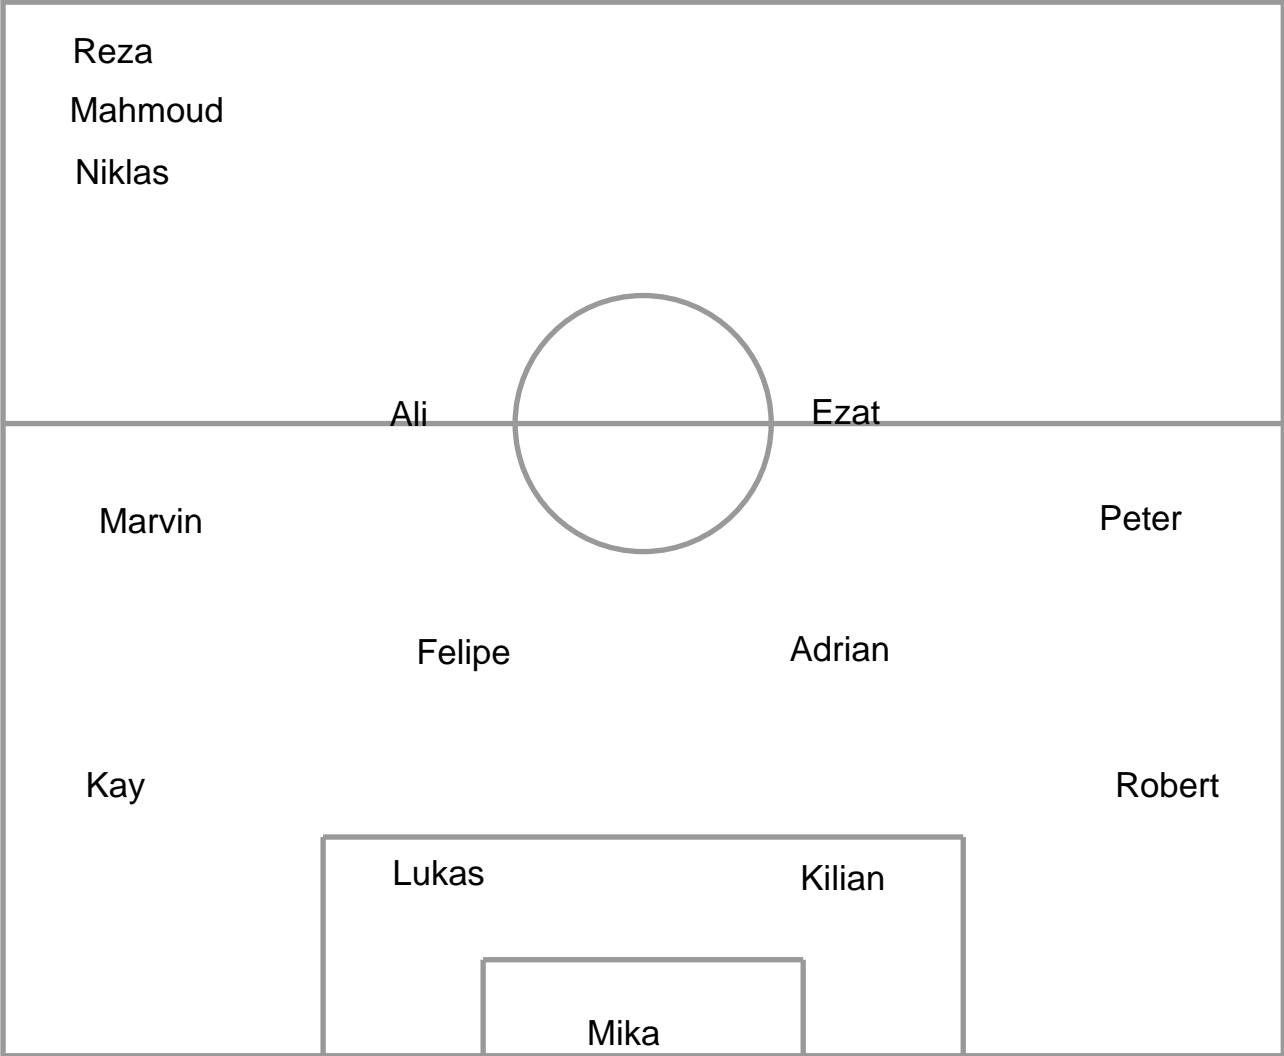 Reza
Mahmoud
Niklas
Ali Ezat
Marvin Peter
Felipe Adrian
Kay Robert
Lukas Kilian
Mika